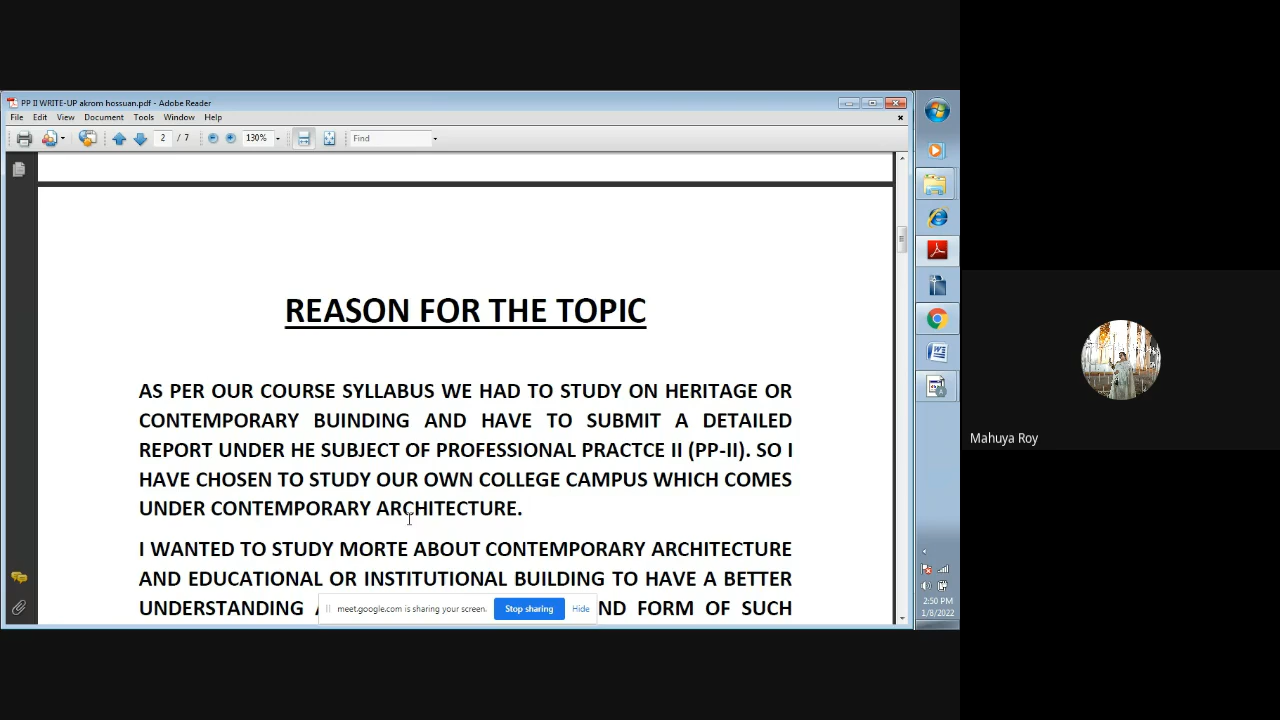 PP II WRITE-UP akrom hossuan.pdf - Adobe Reader
File Edit View Document Tools Window Help
2 / 7 130% Find
REASON FOR THE TOPIC
AS PER OUR COURSE SYLLABUS WE HAD TO STUDY ON HERITAGE OR
CONTEMPORARY BUINDING AND HAVE TO SUBMIT A DETAILED
REPORT UNDER HE SUBJECT OF PROFESSIONAL PRACTCE II (PP-II). SO I
HAVE CHOSEN TO STUDY OUR OWN COLLEGE CAMPUS WHICH COMES
UNDER CONTEMPORARY ARCHITECTURE.
I WANTED TO STUDY MORTE ABOUT CONTEMPORARY ARCHITECTURE
AND EDUCATIONAL OR INSTITUTIONAL BUILDING TO HAVE A BETTER
UNDERSTANDING ND FORM OF SUCH
meet.google.com is sharing your screen. Stop sharing Hide
2:50 PM
1/8/2022
Mahuya Roy